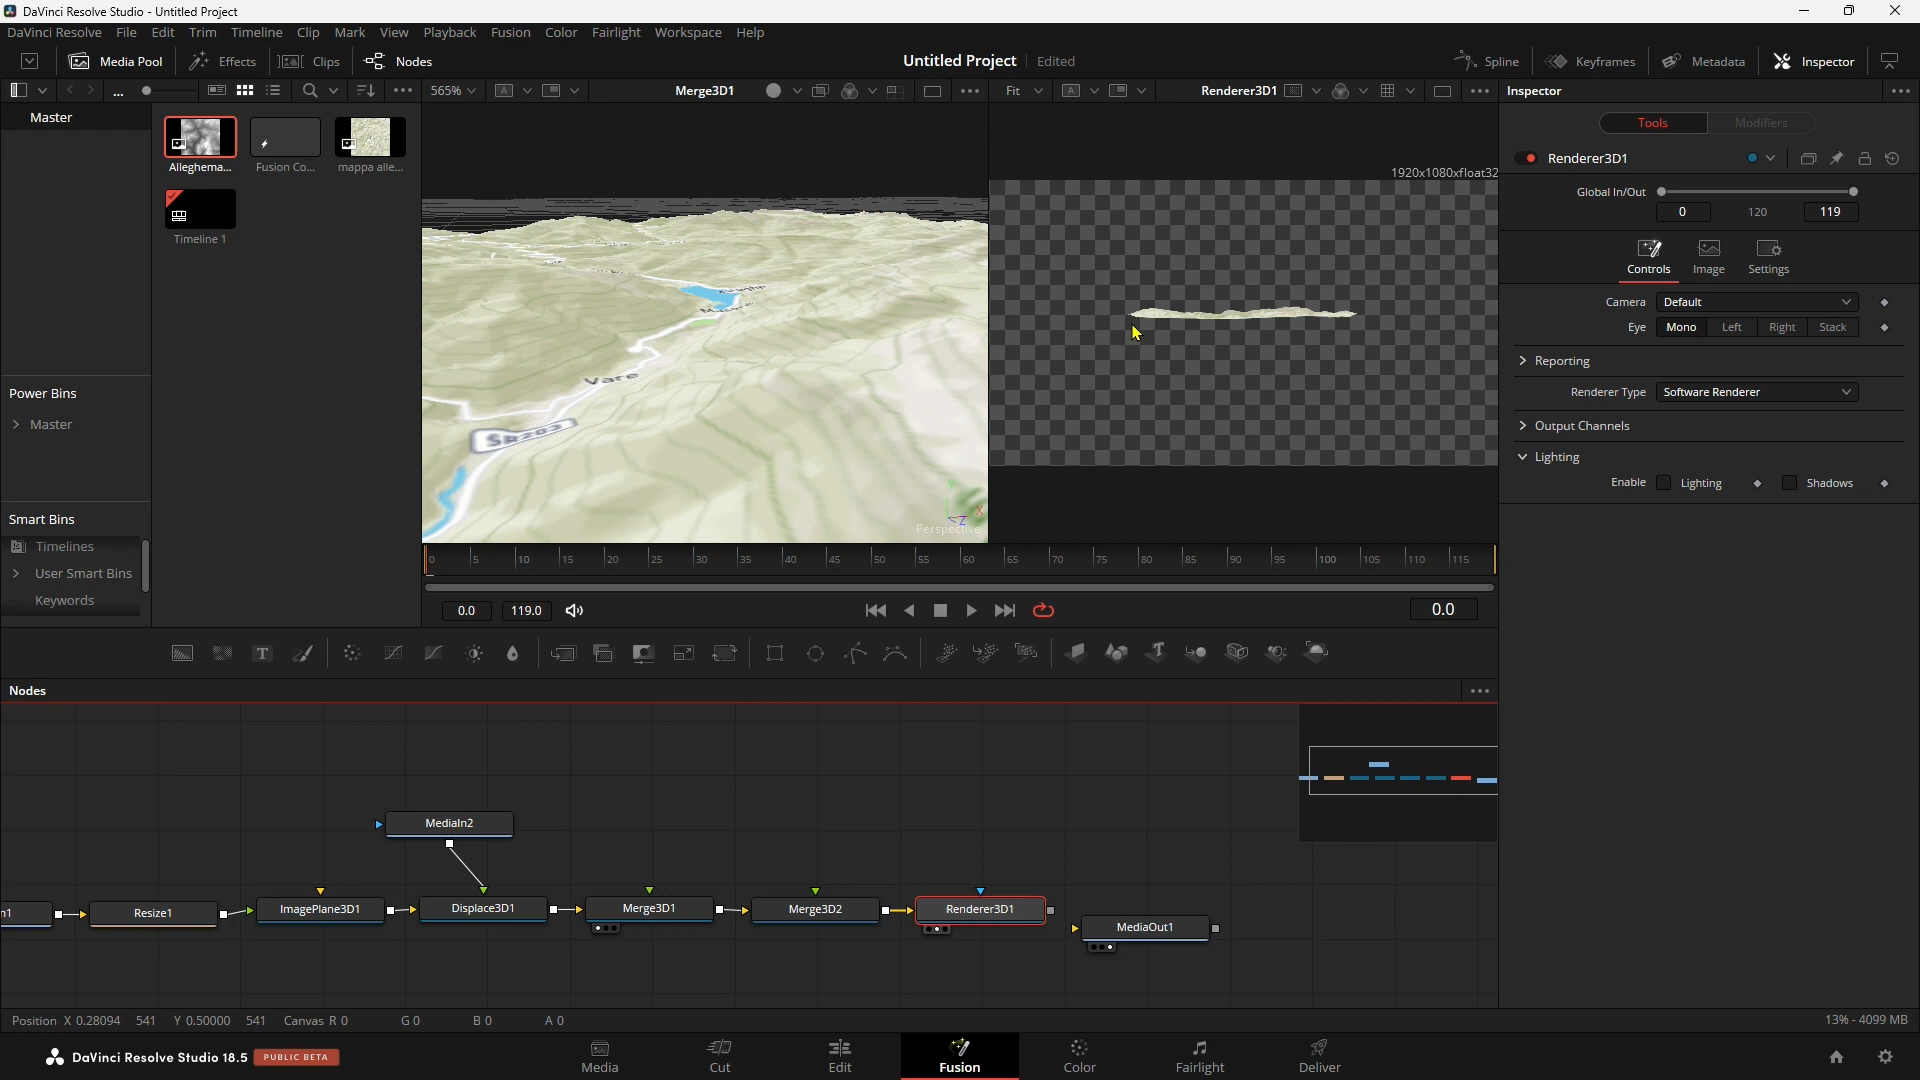 DaVinci Resolve Studio - Untitled Project
DaVinci Resolve File Edit Trim Timeline Clip Mark View Playback Fusion Color Fairlight Workspace Help
Media Pool Effects Clips Nodes Untitled Project Edited Spline Keyframes Metadata Inspector
... 565% A Merge3D1 Fit A Renderer3D1 Inspector
Master
Tools Modifiers
Alleghema... Fusion Co... mappa alle...
Renderer3D1
1920x1080xfloat32
Global In/Out
0 120 119
Timeline 1
Controls Image Settings
Camera Default
Eye Mono Left Right Stack
Reporting
Vare
Power Bins
Renderer Type Software Renderer
Master
Output Channels
SP203
Lighting
Enable Lighting Shadows
Smart Bins
X
Z
Perspective
Timelines
0 5 10 15 20 25 30 35 40 45 50 55 60 65 70 75 80 85 90 95 100 105 110 115
User Smart Bins
Keywords
0.0 119.0 0.0
T T
Nodes
MediaIn2
n1 Resize1 ImagePlane3D1 Displace3D1 Merge3D1 Merge3D2 Renderer3D1
MediaOut1
Position X 0.28094 541 Y 0.50000 541 Canvas R 0 G 0 B 0 A 0 13% - 4099 MB
DaVinci Resolve Studio 18.5 PUBLIC BETA
Media Cut Edit Fusion Color Fairlight Deliver